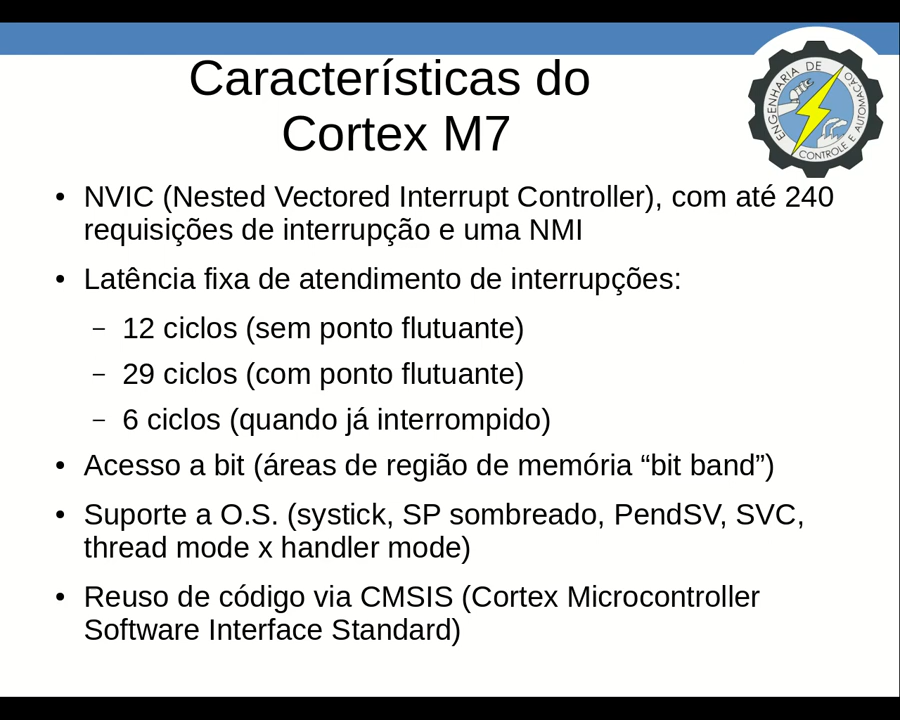 Características do
Cortex M7
ENGENHARIA DE
CONTROLE E AUTOMAÇÃO
• NVIC (Nested Vectored Interrupt Controller), com até 240
requisições de interrupção e uma NMI
• Latência fixa de atendimento de interrupções:
– 12 ciclos (sem ponto flutuante)
– 29 ciclos (com ponto flutuante)
– 6 ciclos (quando já interrompido)
• Acesso a bit (áreas de região de memória “bit band”)
• Suporte a O.S. (systick, SP sombreado, PendSV, SVC,
thread mode x handler mode)
• Reuso de código via CMSIS (Cortex Microcontroller
Software Interface Standard)